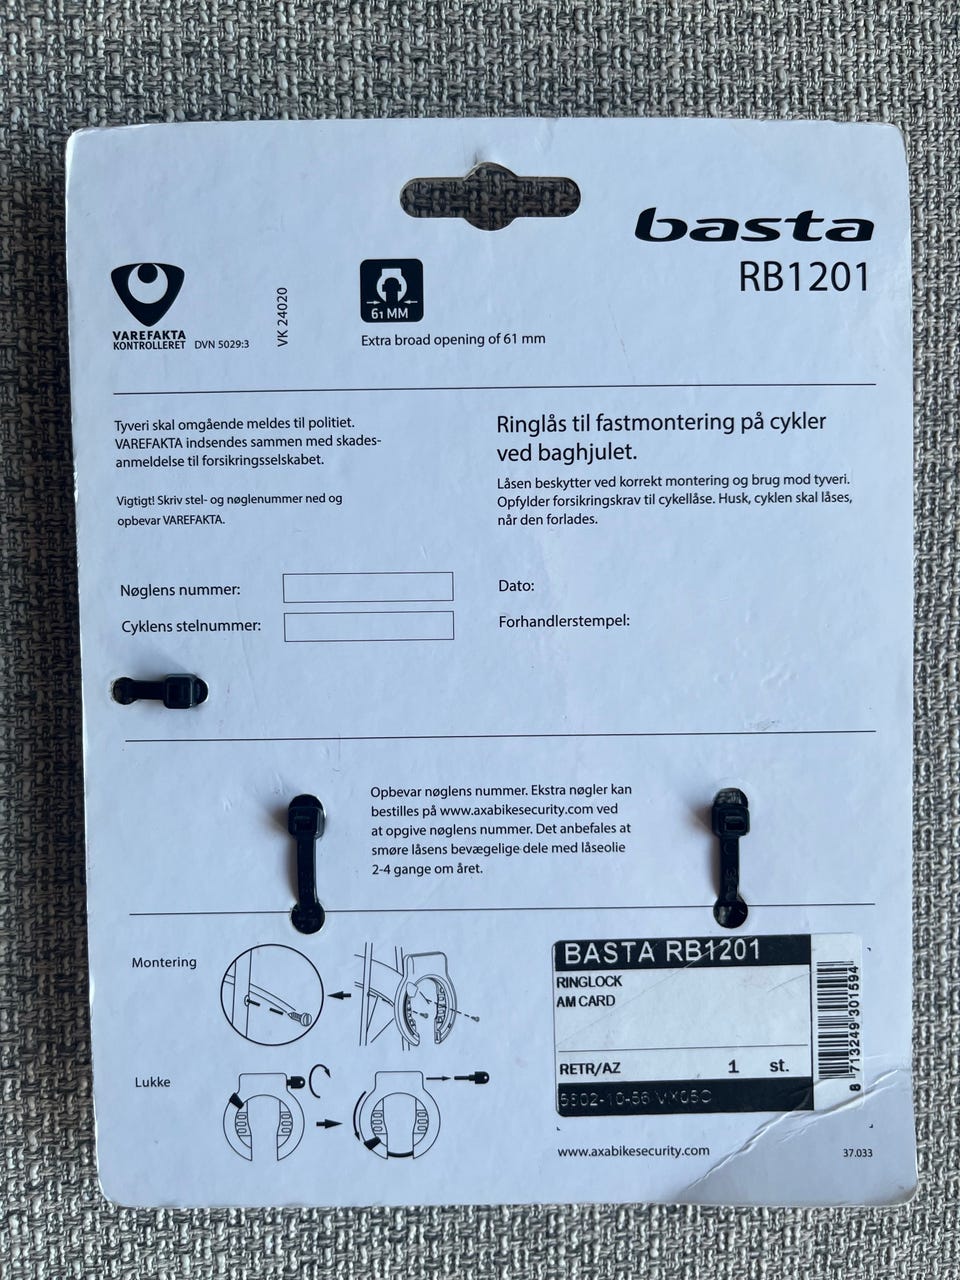 basta
RB1201
VAREFAKTA
KONTROLLERET DVN 5029:3
VK 24020
61 MM
Extra broad opening of 61 mm
Tyveri skal omgående meldes til politiet.
VAREFAKTA indsendes sammen med skades-
anmeldelse til forsikringsselskabet.
Vigtigt! Skriv stel- og nøglenummer ned og
opbevar VAREFAKTA.
Ringlås til fastmontering på cykler
ved baghjulet.
Låsen beskytter ved korrekt montering og brug mod tyveri.
Opfylder forsikringskrav til cykellåse. Husk, cyklen skal låses,
når den forlades.
Nøglens nummer:
Cyklens stelnummer:
Dato:
Forhandlerstempel:
Opbevar nøglens nummer. Ekstra nøgler kan
bestilles på www.axabikesecurity.com ved
at opgive nøglens nummer. Det anbefales at
smøre låsens bevægelige dele med låseolie
2-4 gange om året.
Montering
Lukke
BASTA RB1201
RINGLOCK
AM CARD
RETR/AZ 1 st.
8 713249 301594
www.axabikesecurity.com
37.033